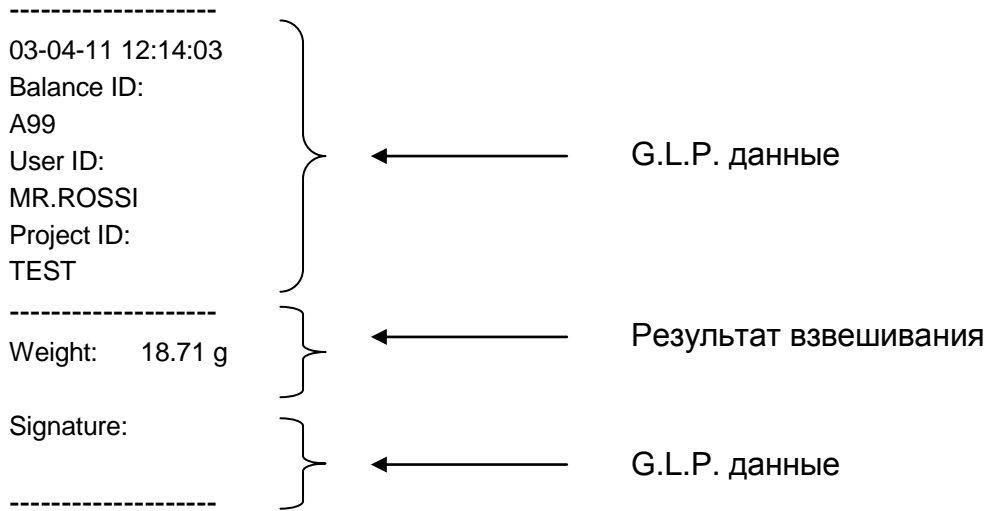 --------------------
03-04-11 12:14:03
Balance ID:
A99
User ID:
MR.ROSSI
Project ID:
TEST
--------------------
Weight: 18.71 g
Signature:
--------------------
G.L.P. данные
Результат взвешивания
G.L.P. данные